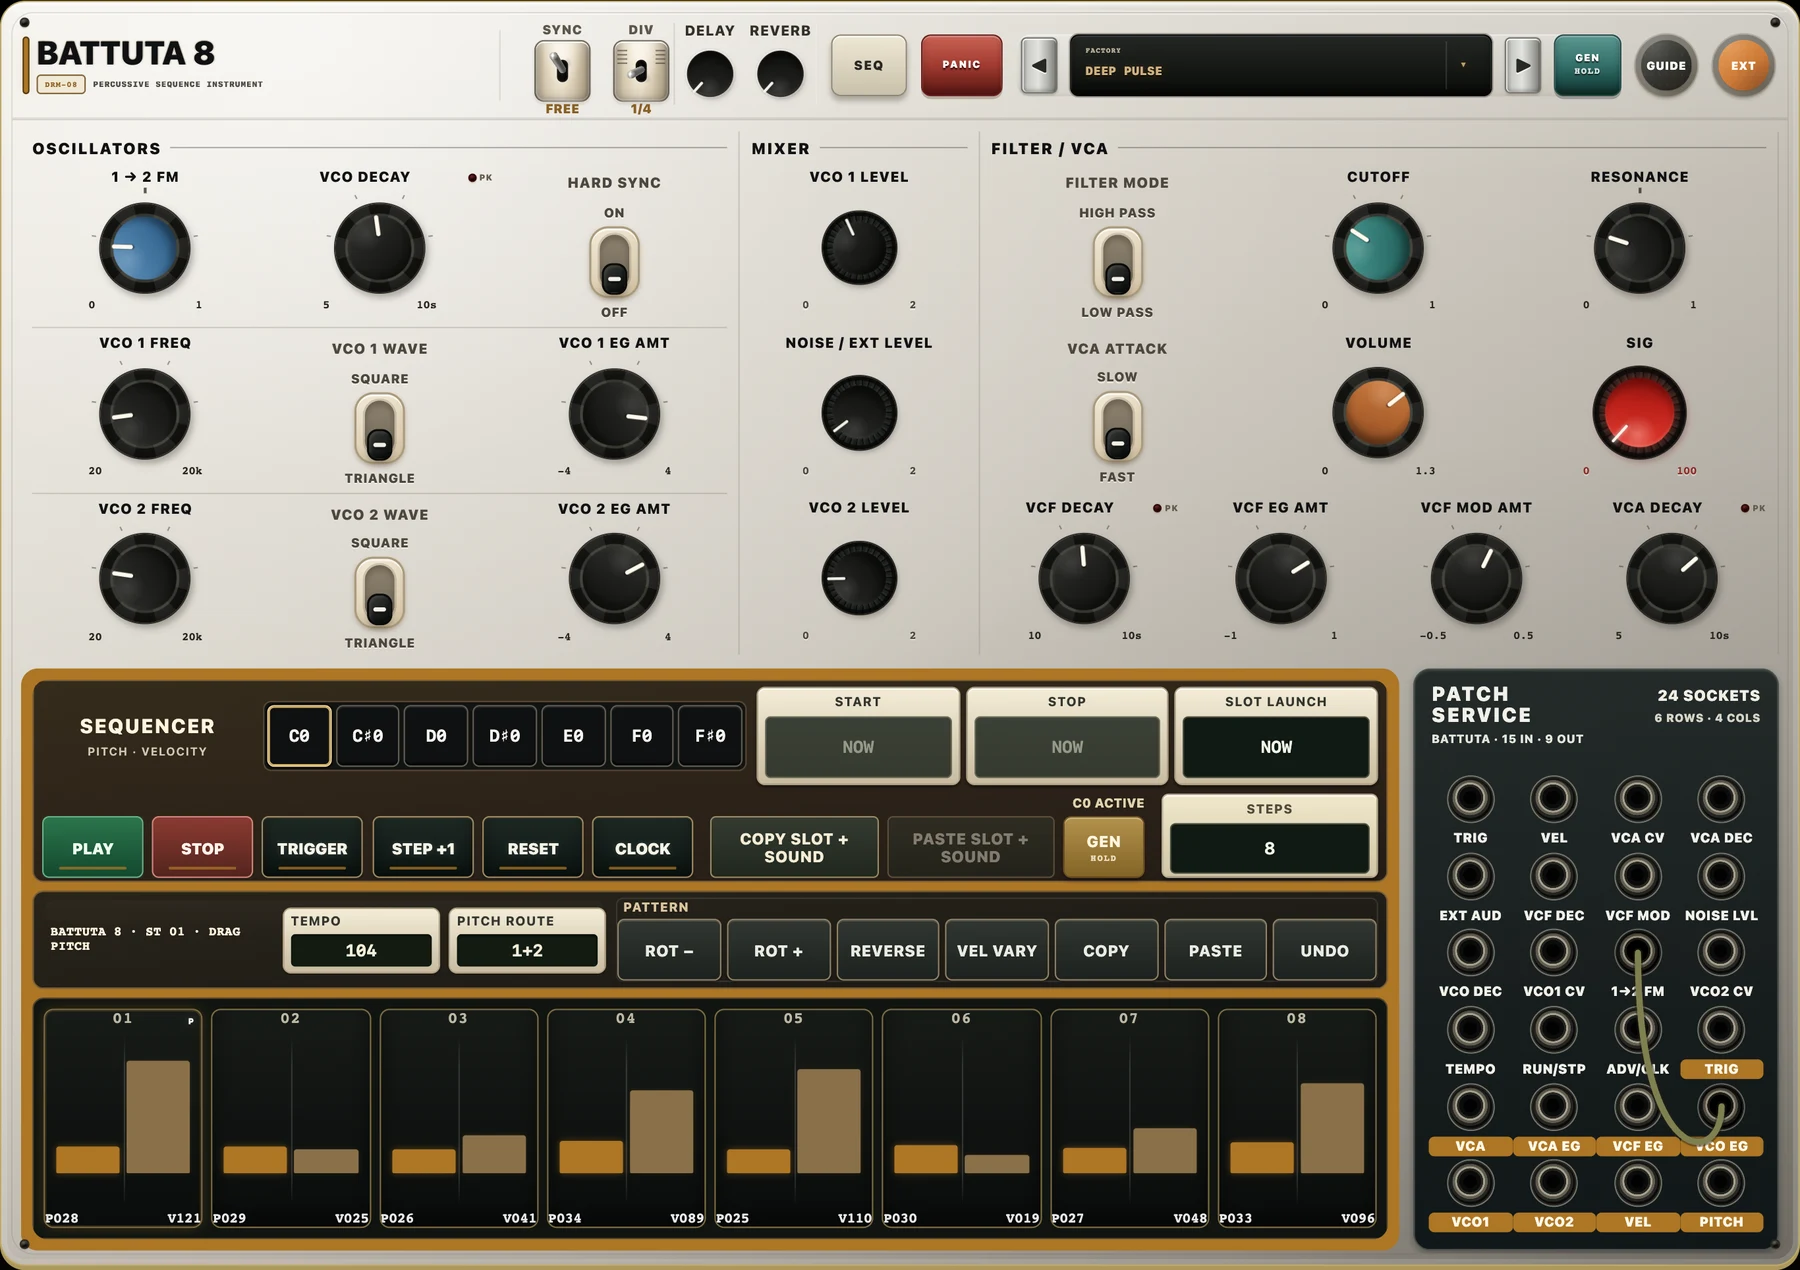 BATTUTA 8
DRM-08 PERCUSSIVE SEQUENCE INSTRUMENT
SYNC DIV DELAY REVERB
FREE 1/4
SEQ PANIC
FACTORY
DEEP PULSE
GEN
HOLD
GUIDE EXT
OSCILLATORS
1→2 FM VCO DECAY PK HARD SYNC
ON
0 1 5 10s OFF
VCO 1 FREQ VCO 1 WAVE VCO 1 EG AMT
SQUARE
20 20k TRIANGLE -4 4
VCO 2 FREQ VCO 2 WAVE VCO 2 EG AMT
SQUARE
20 20k TRIANGLE -4 4
MIXER
VCO 1 LEVEL
0 2
NOISE / EXT LEVEL
0 2
VCO 2 LEVEL
0 2
FILTER / VCA
FILTER MODE CUTOFF RESONANCE
HIGH PASS
LOW PASS 0 1 0 1
VCA ATTACK VOLUME SIG
SLOW
FAST 0 1.3 0 100
VCF DECAY PK VCF EG AMT VCF MOD AMT VCA DECAY PK
10 10s -1 1 -0.5 0.5 5 10s
SEQUENCER
PITCH · VELOCITY
C0 C♯0 D0 D♯0 E0 F0 F♯0
START STOP SLOT LAUNCH
NOW NOW NOW
PLAY STOP TRIGGER STEP +1 RESET CLOCK
COPY SLOT +
SOUND
PASTE SLOT +
SOUND
C0 ACTIVE
GEN
HOLD
STEPS
8
BATTUTA 8 · ST 01 · DRAG
PITCH
TEMPO
104
PITCH ROUTE
1+2
PATTERN
ROT − ROT + REVERSE VEL VARY COPY PASTE UNDO
01 P 02 03 04 05 06 07 08
P028 V121 P029 V025 P026 V041 P034 V089 P025 V110 P030 V019 P027 V048 P033 V096
PATCH
SERVICE
24 SOCKETS
6 ROWS · 4 COLS
BATTUTA · 15 IN · 9 OUT
TRIG VEL VCA CV VCA DEC
EXT AUD VCF DEC VCF MOD NOISE LVL
VCO DEC VCO1 CV 1→2 FM VCO2 CV
TEMPO RUN/STP ADV/CLK TRIG
VCA VCA EG VCF EG VCO EG
VCO1 VCO2 VEL PITCH